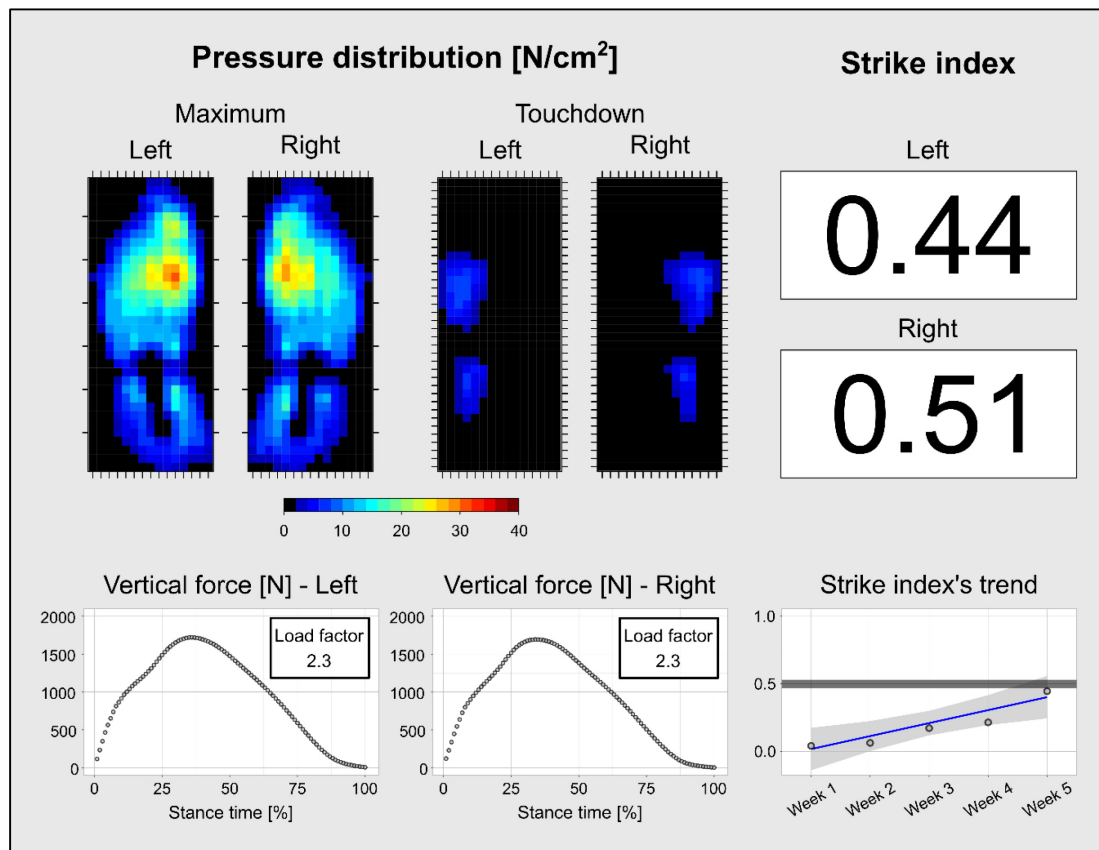 Pressure distribution [N/cm²]
Strike index
Maximum
Touchdown
Left
Right
Left
Right
Left
0.44
Right
0.51
0 10 20 30 40
Vertical force [N] - Left
2000
1500
1000
500
0
Load factor
2.3
0 25 50 75 100
Stance time [%]
Vertical force [N] - Right
2000
1500
1000
500
0
Load factor
2.3
0 25 50 75 100
Stance time [%]
Strike index's trend
1.0
0.5
0.0
Week 1 Week 2 Week 3 Week 4 Week 5